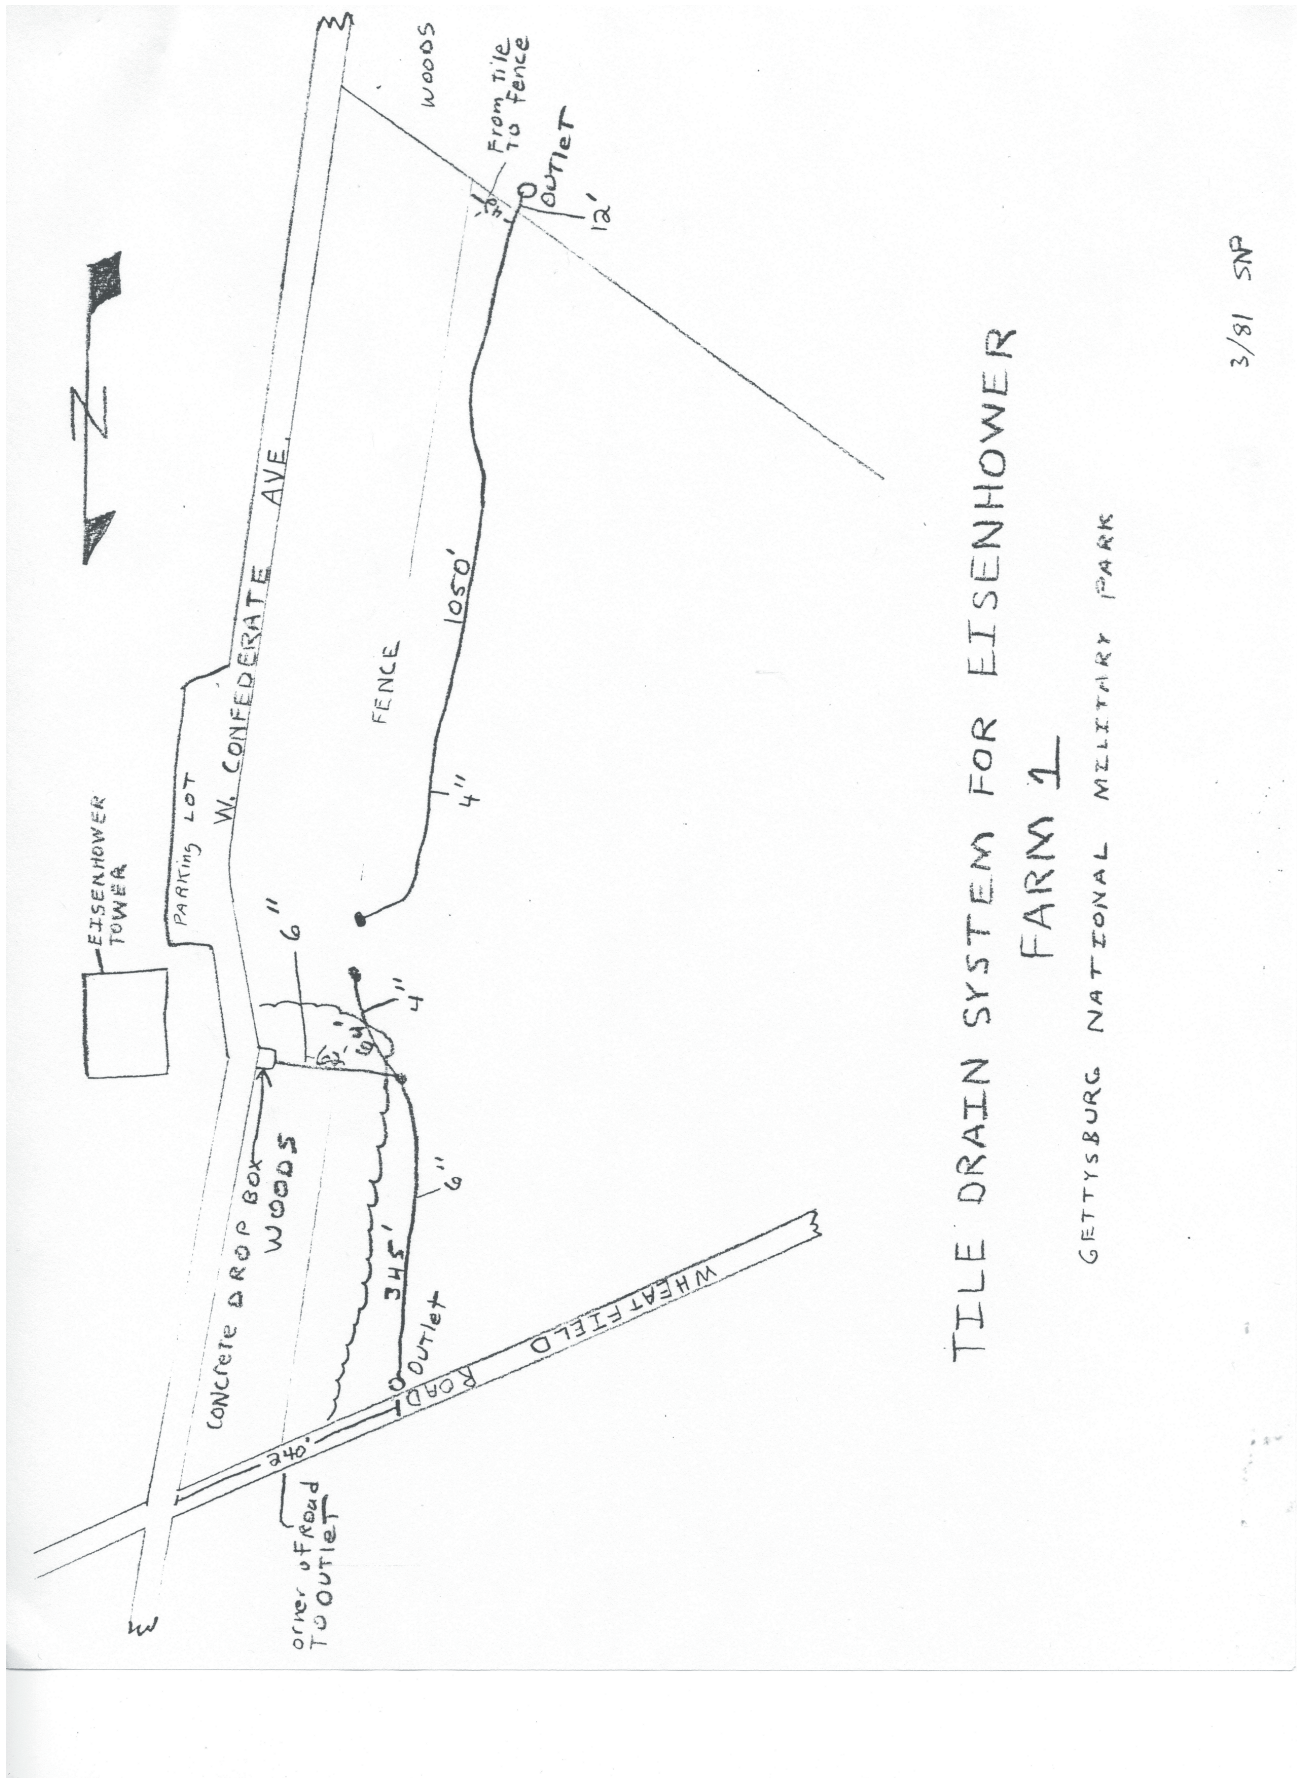 WOODS
From Tile
TO Fence
OUTleT
12'
N
W. CONFEDERATE AVE.
1050'
FENCE
4"
PARKing LOT
EISENHOWER
TOWER
6"
4"
64'
CONCreTe DROP BOX
WOODS
6"
345'
OUTleT
WHEATFIELD ROAD
240'
orner of Road
TO OUTleT
TILE DRAIN SYSTEM FOR EISENHOWER
FARM 1
GETTYSBURG NATIONAL MILITARY PARK
3/81 SNP